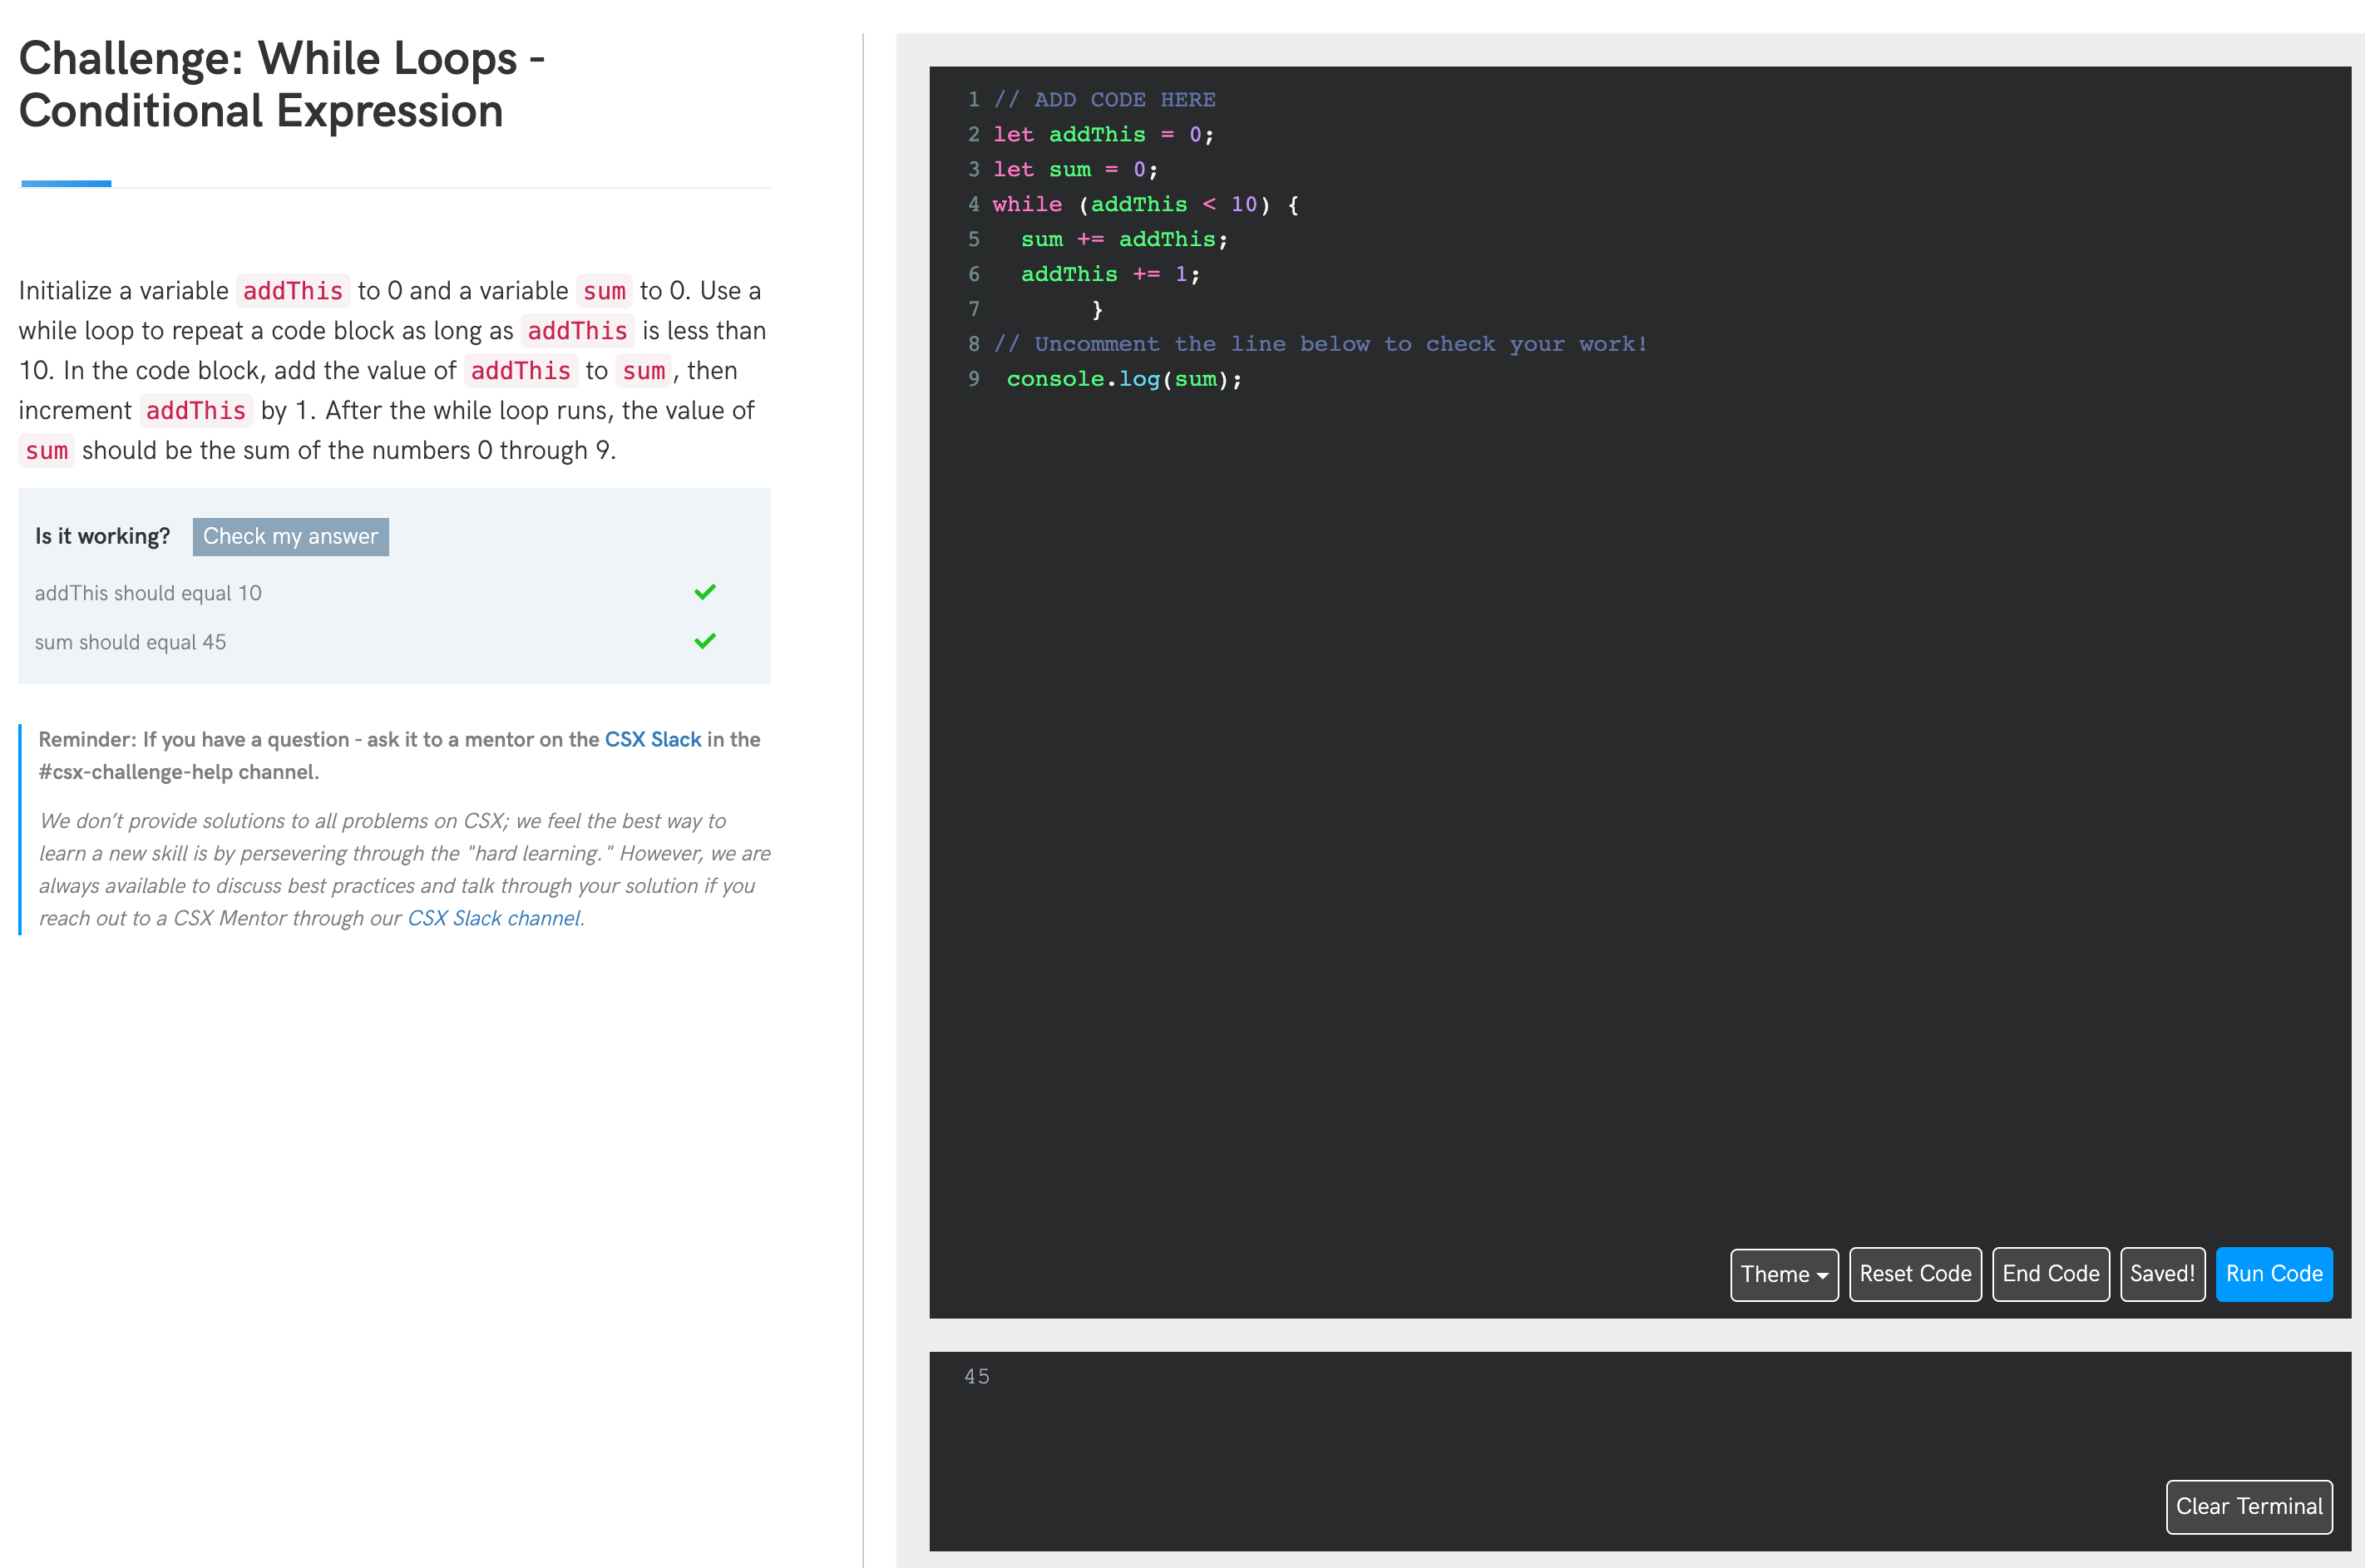 Challenge: While Loops -
Conditional Expression
Initialize a variable addThis to 0 and a variable sum to 0. Use a
while loop to repeat a code block as long as addThis is less than
10. In the code block, add the value of addThis to sum, then
increment addThis by 1. After the while loop runs, the value of
sum should be the sum of the numbers 0 through 9.
Is it working? Check my answer
addThis should equal 10
sum should equal 45
Reminder: If you have a question - ask it to a mentor on the CSX Slack in the
#csx-challenge-help channel.
We don’t provide solutions to all problems on CSX; we feel the best way to
learn a new skill is by persevering through the "hard learning." However, we are
always available to discuss best practices and talk through your solution if you
reach out to a CSX Mentor through our CSX Slack channel.
1 // ADD CODE HERE
2 let addThis = 0;
3 let sum = 0;
4 while (addThis < 10) {
5   sum += addThis;
6   addThis += 1;
7        }
8 // Uncomment the line below to check your work!
9  console.log(sum);
Theme Reset Code End Code Saved! Run Code
45
Clear Terminal